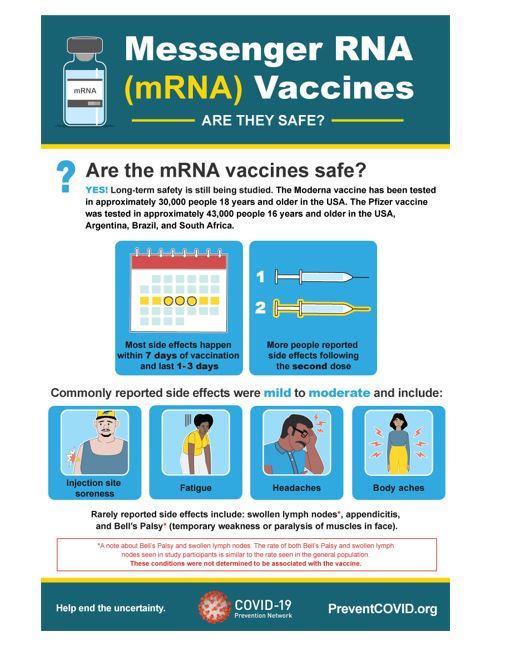 Messenger RNA
(mRNA) Vaccines
ARE THEY SAFE?
mRNA
?
Are the mRNA vaccines safe?
YES! Long-term safety is still being studied. The Moderna vaccine has been tested
in approximately 30,000 people 18 years and older in the USA. The Pfizer vaccine
was tested in approximately 43,000 people 16 years and older in the USA,
Argentina, Brazil, and South Africa.
Most side effects happen
within 7 days of vaccination
and last 1-3 days
1
2
More people reported
side effects following
the second dose
Commonly reported side effects were mild to moderate and include:
Injection site
soreness
Fatigue
Headaches
Body aches
Rarely reported side effects include: swollen lymph nodes*, appendicitis,
and Bell's Palsy* (temporary weakness or paralysis of muscles in face).
*A note about Bell's Palsy and swollen lymph nodes: The rate of both Bell's Palsy and swollen lymph
nodes seen in study participants is similar to the rate seen in the general population.
These conditions were not determined to be associated with the vaccine.
Help end the uncertainty.
COVID-19
Prevention Network
PreventCOVID.org